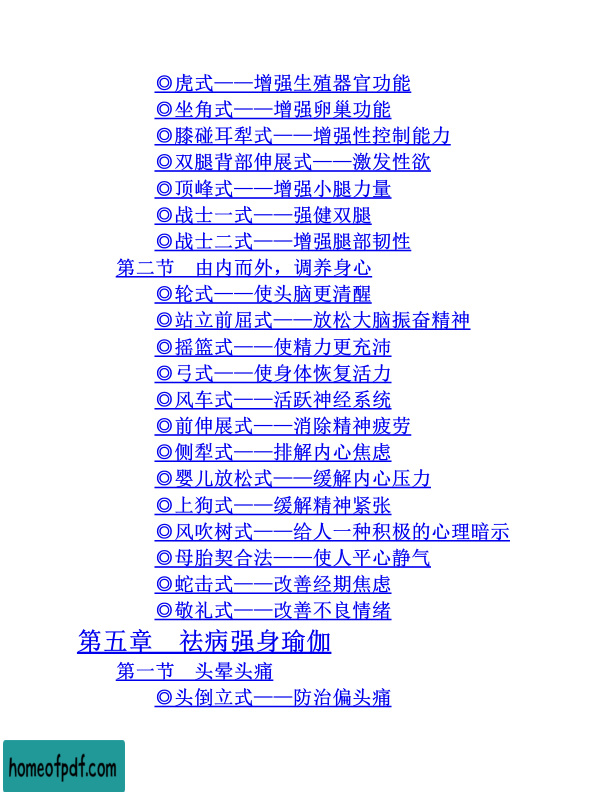 ◎虎式——增强生殖器官功能
◎坐角式——增强卵巢功能
◎膝碰耳犁式——增强性控制能力
◎双腿背部伸展式——激发性欲
◎顶峰式——增强小腿力量
◎战士一式——强健双腿
◎战士二式——增强腿部韧性
第二节　由内而外，调养身心
◎轮式——使头脑更清醒
◎站立前屈式——放松大脑振奋精神
◎摇篮式——使精力更充沛
◎弓式——使身体恢复活力
◎风车式——活跃神经系统
◎前伸展式——消除精神疲劳
◎侧犁式——排解内心焦虑
◎婴儿放松式——缓解内心压力
◎上狗式——缓解精神紧张
◎风吹树式——给人一种积极的心理暗示
◎母胎契合法——使人平心静气
◎蛇击式——改善经期焦虑
◎敬礼式——改善不良情绪
第五章　祛病强身瑜伽
第一节　头晕头痛
◎头倒立式——防治偏头痛
homeofpdf.com